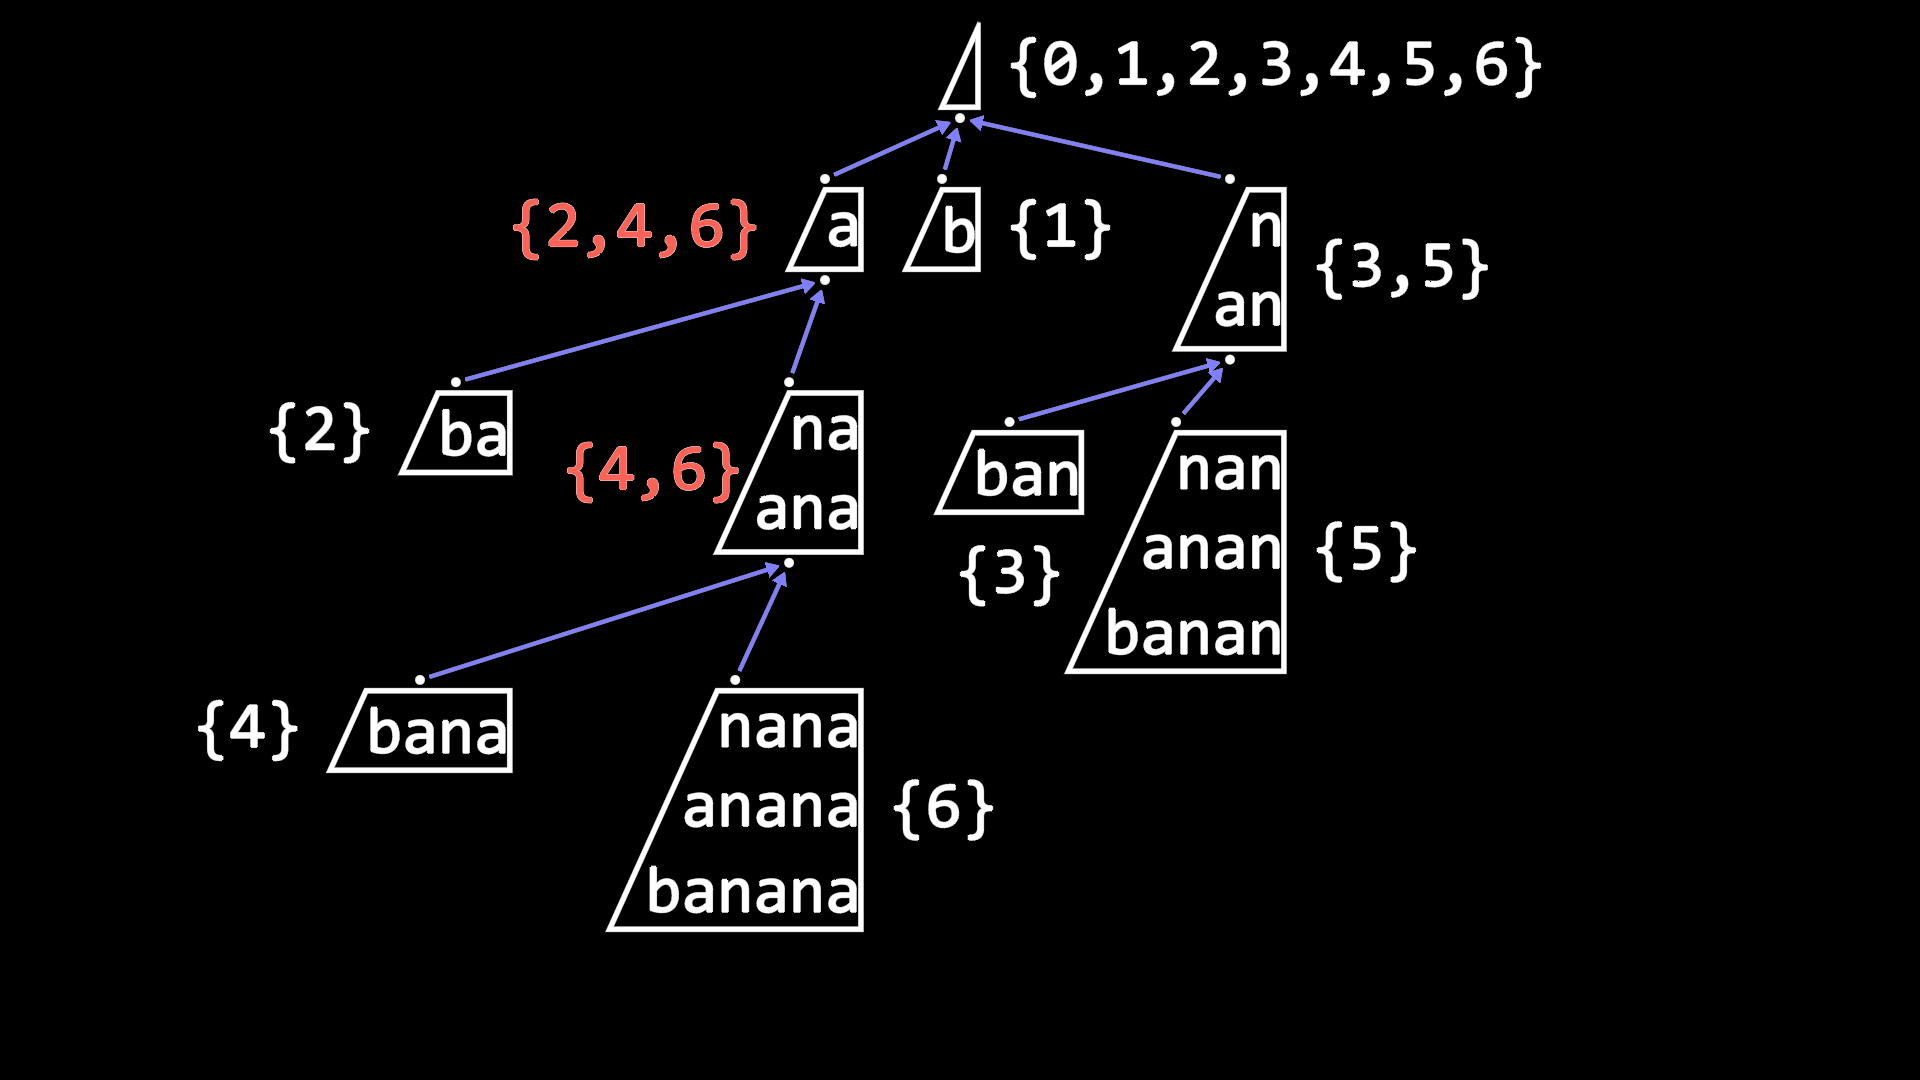 {0,1,2,3,4,5,6}
{2,4,6}
a
b
{1}
n
an
{3,5}
{2}
ba
{4,6}
na
ana
ban
{3}
nan
anan
banan
{5}
{4}
bana
nana
anana
banana
{6}